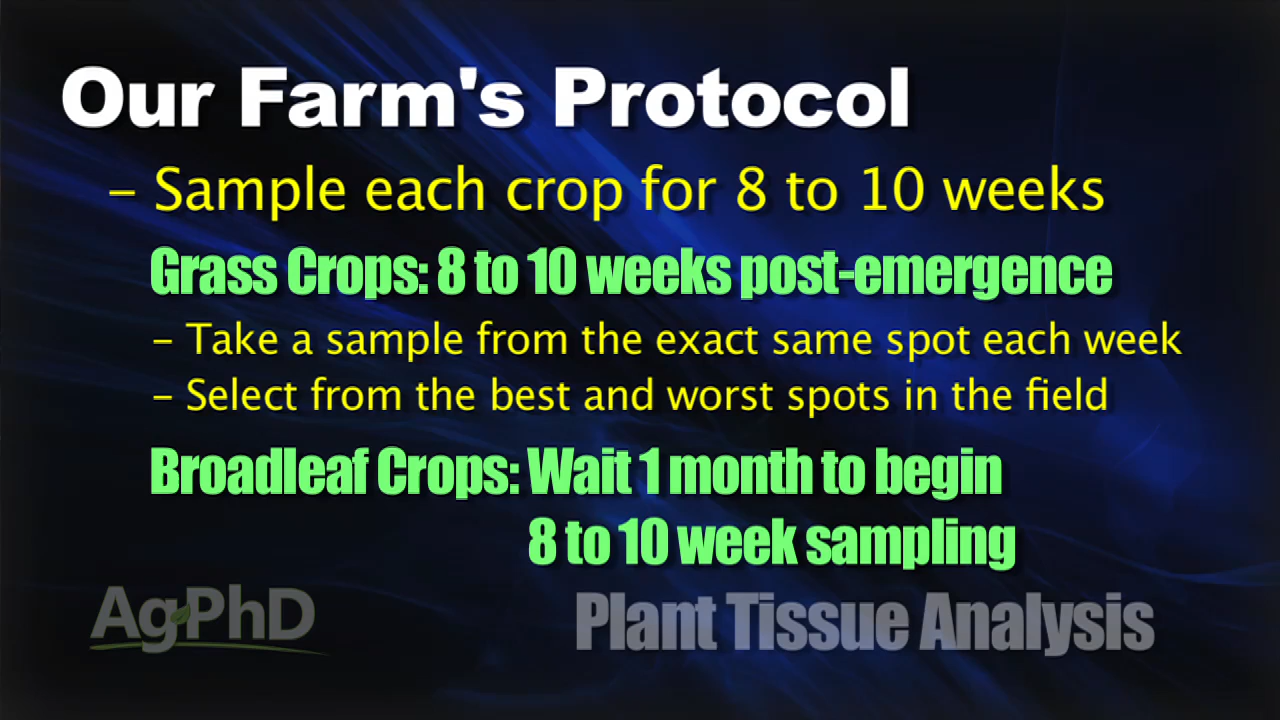 Our Farm's Protocol
– Sample each crop for 8 to 10 weeks
Grass Crops: 8 to 10 weeks post-emergence
– Take a sample from the exact same spot each week
– Select from the best and worst spots in the field
Broadleaf Crops: Wait 1 month to begin
8 to 10 week sampling
AgPhD
Plant Tissue Analysis